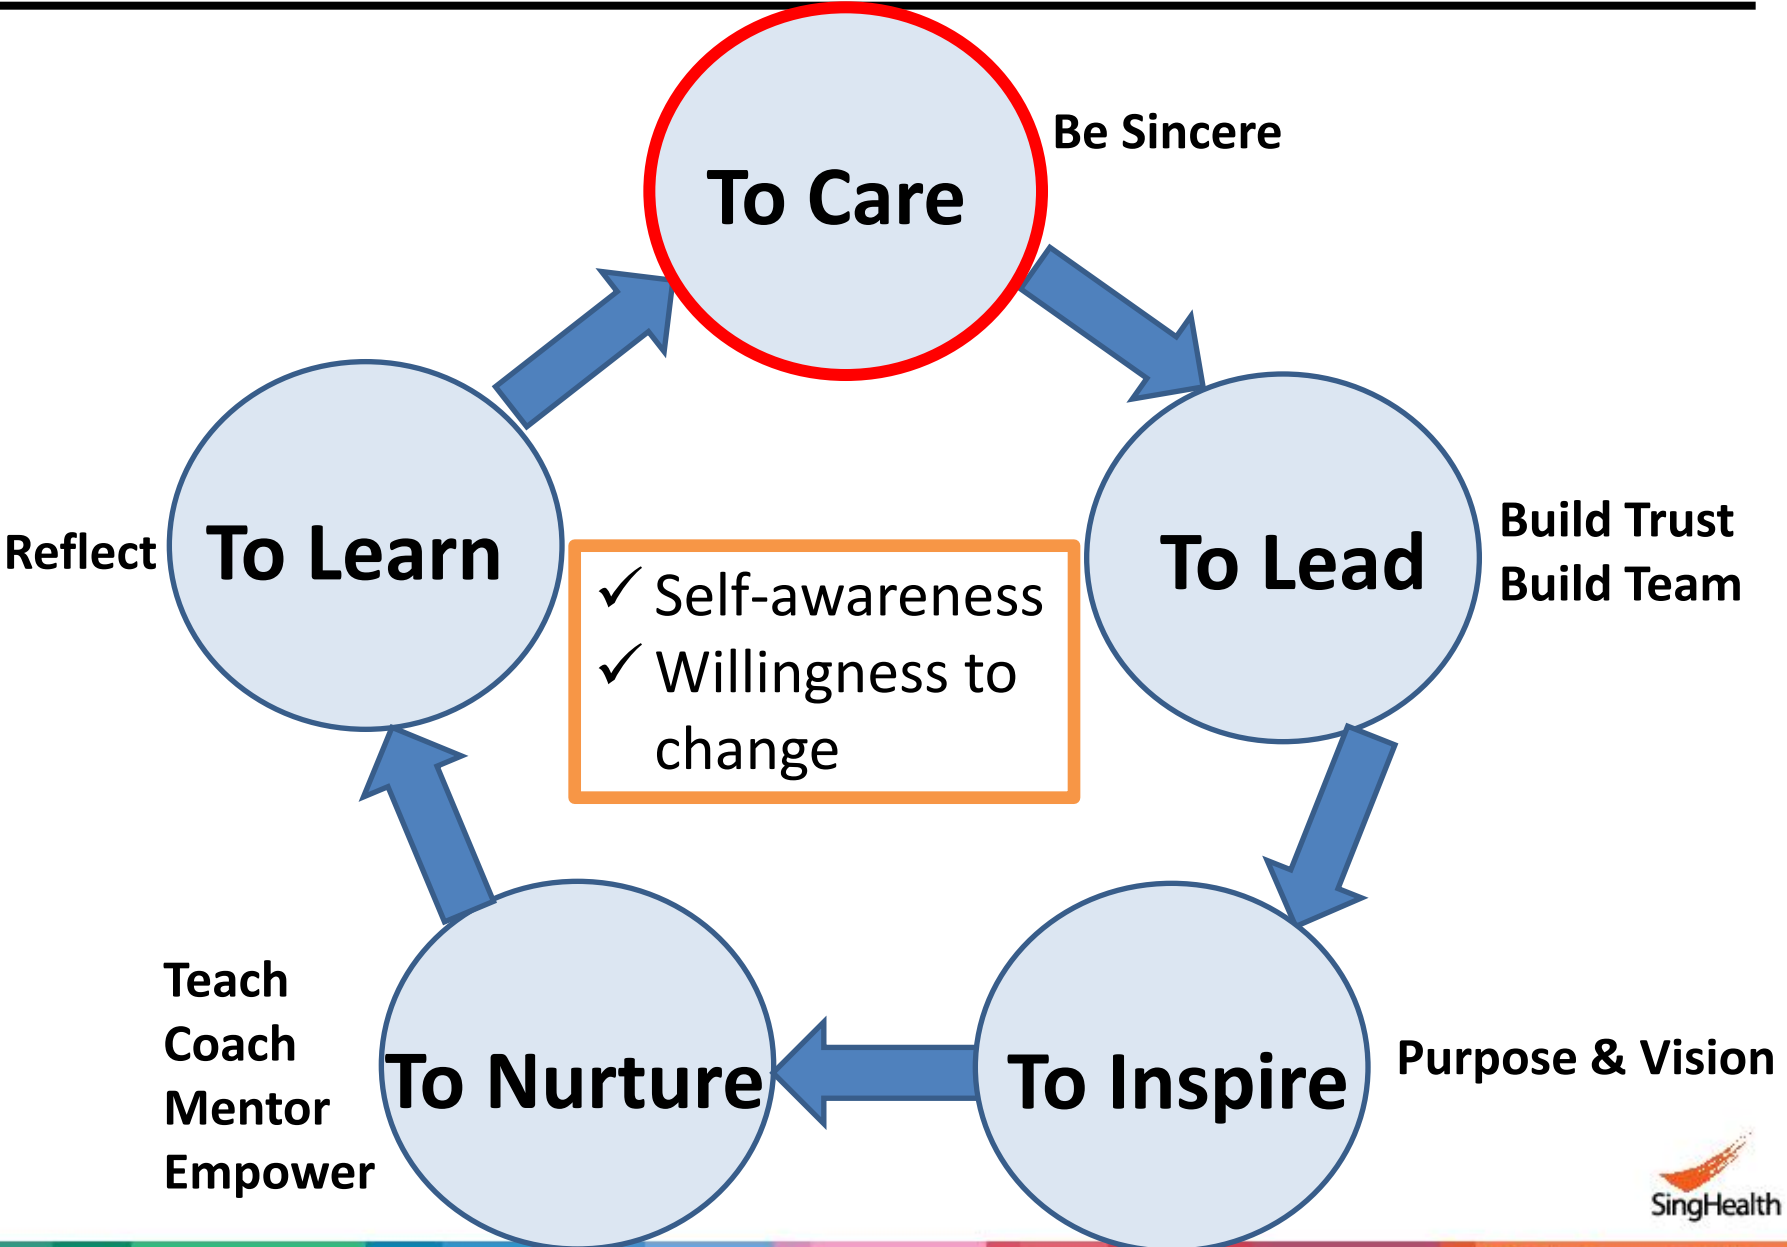 To Care
Be Sincere
To Lead
Build Trust
Build Team
To Inspire
Purpose & Vision
To Nurture
Teach
Coach
Mentor
Empower
To Learn
Reflect
✓ Self-awareness
✓ Willingness to
change
SingHealth